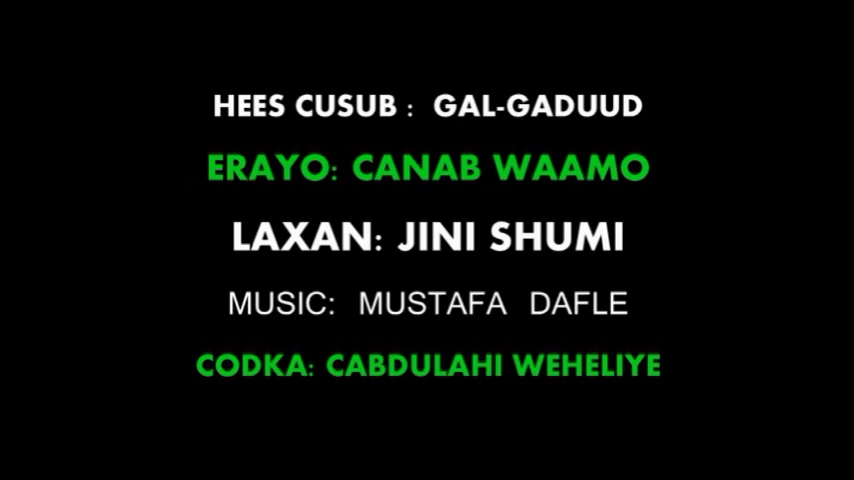 HEES CUSUB : GAL-GADUUD
ERAYO: CANAB WAAMO
LAXAN: JINI SHUMI
MUSIC: MUSTAFA DAFLE
CODKA: CABDULAHI WEHELIYE